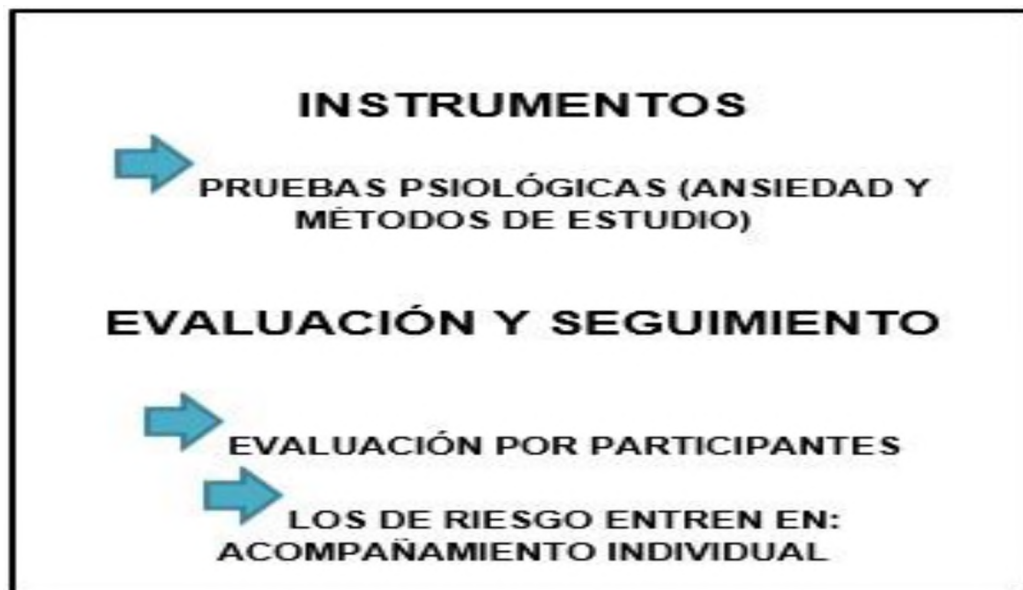 INSTRUMENTOS
PRUEBAS PSIOLÓGICAS (ANSIEDAD Y
MÉTODOS DE ESTUDIO)
EVALUACIÓN Y SEGUIMIENTO
EVALUACIÓN POR PARTICIPANTES
LOS DE RIESGO ENTREN EN:
ACOMPAÑAMIENTO INDIVIDUAL